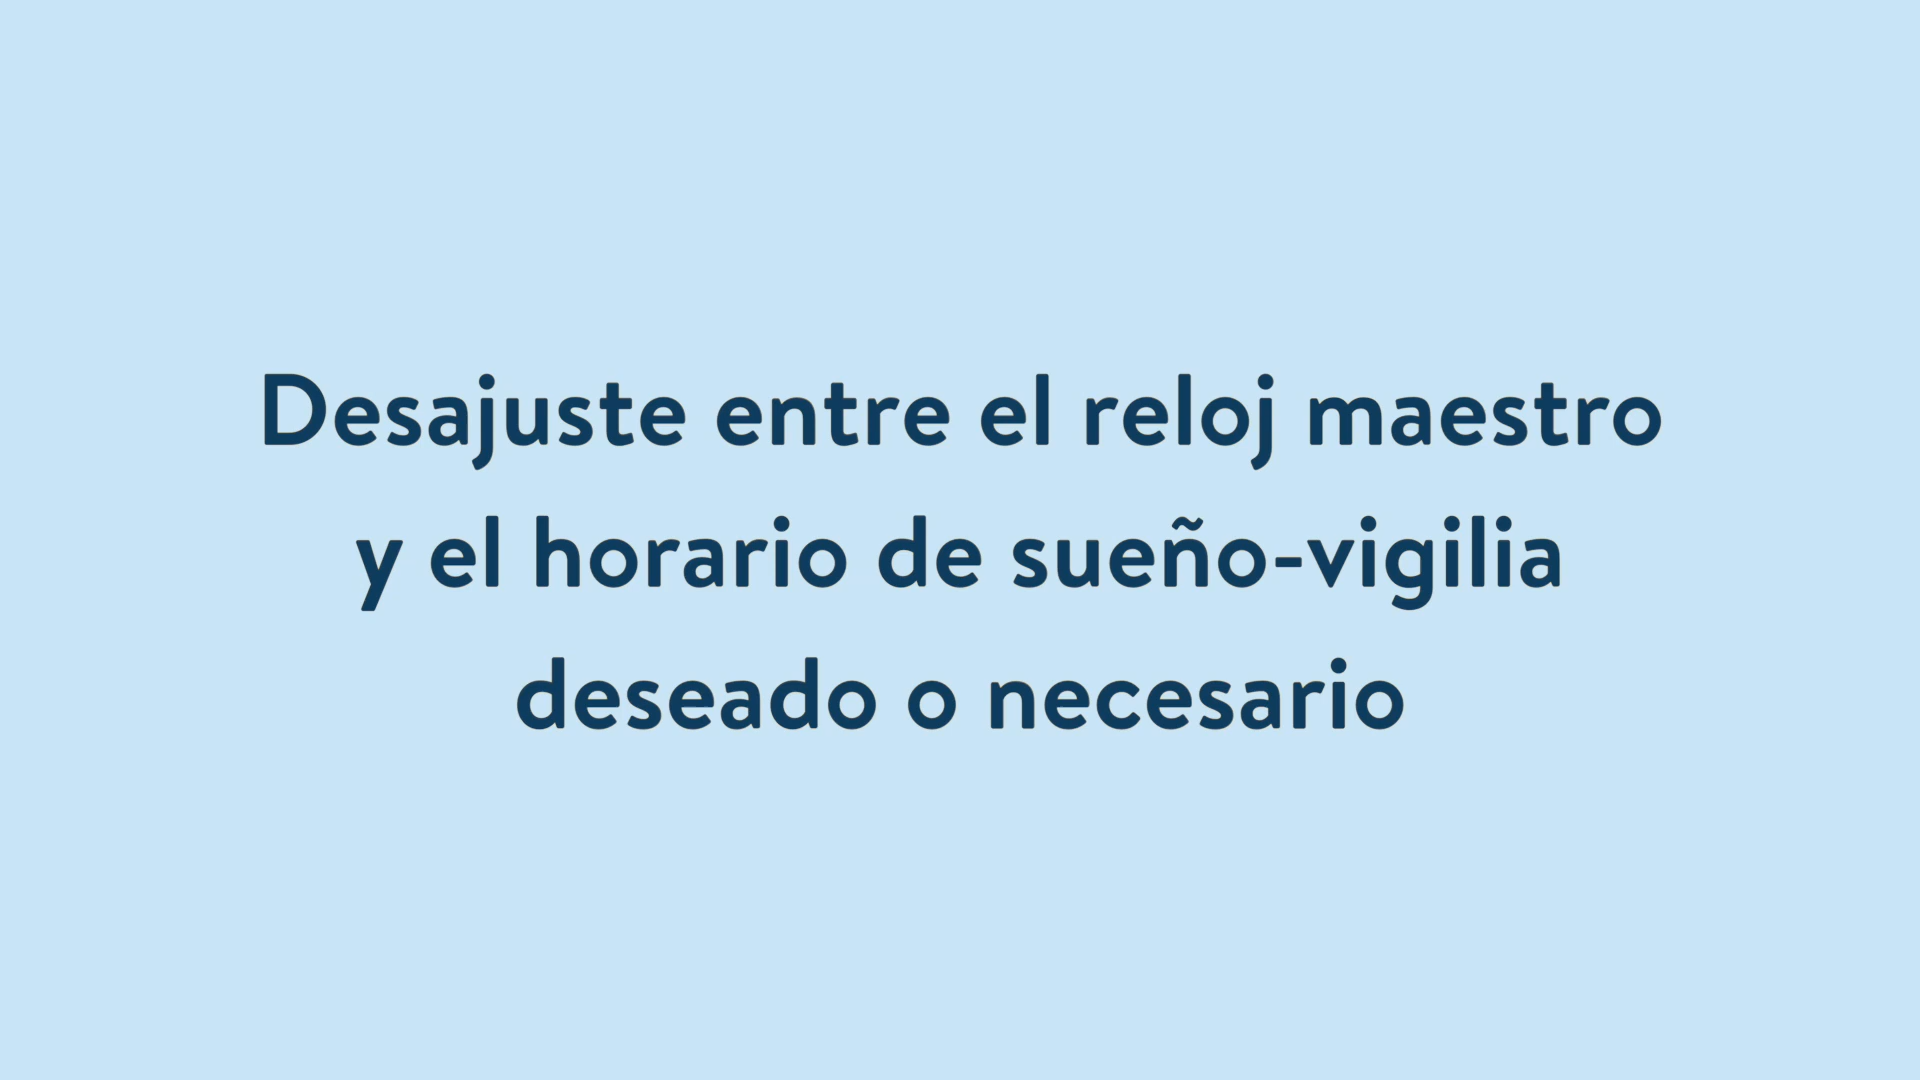 Desajuste entre el reloj maestro
y el horario de sueño-vigilia
deseado o necesario